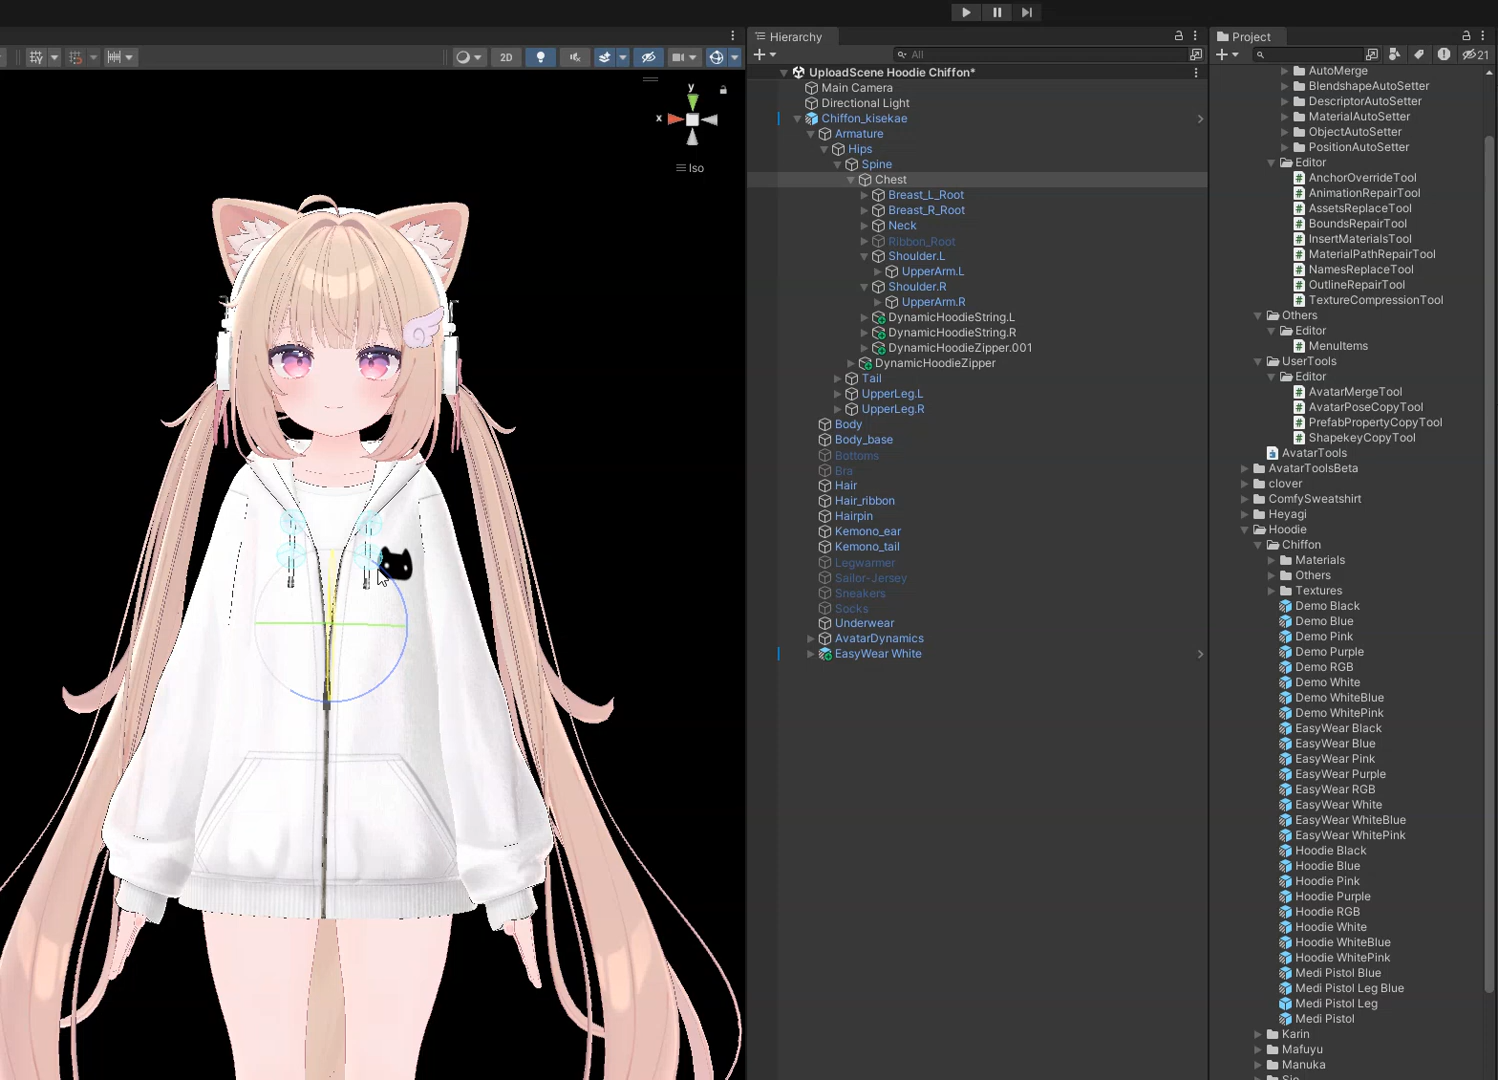 Hierarchy
Project
2D
All
21
UploadScene Hoodie Chiffon*
Main Camera
Directional Light
Chiffon_kisekae
Armature
Hips
Spine
Chest
Breast_L_Root
Breast_R_Root
Neck
Ribbon_Root
Shoulder.L
UpperArm.L
Shoulder.R
UpperArm.R
DynamicHoodieString.L
DynamicHoodieString.R
DynamicHoodieZipper.001
DynamicHoodieZipper
Tail
UpperLeg.L
UpperLeg.R
Body
Body_base
Bottoms
Bra
Hair
Hair_ribbon
Hairpin
Kemono_ear
Kemono_tail
Legwarmer
Sailor-Jersey
Sneakers
Socks
Underwear
AvatarDynamics
EasyWear White
y
x
Iso
AutoMerge
BlendshapeAutoSetter
DescriptorAutoSetter
MaterialAutoSetter
ObjectAutoSetter
PositionAutoSetter
Editor
AnchorOverrideTool
AnimationRepairTool
AssetsReplaceTool
BoundsRepairTool
InsertMaterialsTool
MaterialPathRepairTool
NamesReplaceTool
OutlineRepairTool
TextureCompressionTool
Others
Editor
MenuItems
UserTools
Editor
AvatarMergeTool
AvatarPoseCopyTool
PrefabPropertyCopyTool
ShapekeyCopyTool
AvatarTools
AvatarToolsBeta
clover
ComfySweatshirt
Heyagi
Hoodie
Chiffon
Materials
Others
Textures
Demo Black
Demo Blue
Demo Pink
Demo Purple
Demo RGB
Demo White
Demo WhiteBlue
Demo WhitePink
EasyWear Black
EasyWear Blue
EasyWear Pink
EasyWear Purple
EasyWear RGB
EasyWear White
EasyWear WhiteBlue
EasyWear WhitePink
Hoodie Black
Hoodie Blue
Hoodie Pink
Hoodie Purple
Hoodie RGB
Hoodie White
Hoodie WhiteBlue
Hoodie WhitePink
Medi Pistol Blue
Medi Pistol Leg Blue
Medi Pistol Leg
Medi Pistol
Karin
Mafuyu
Manuka